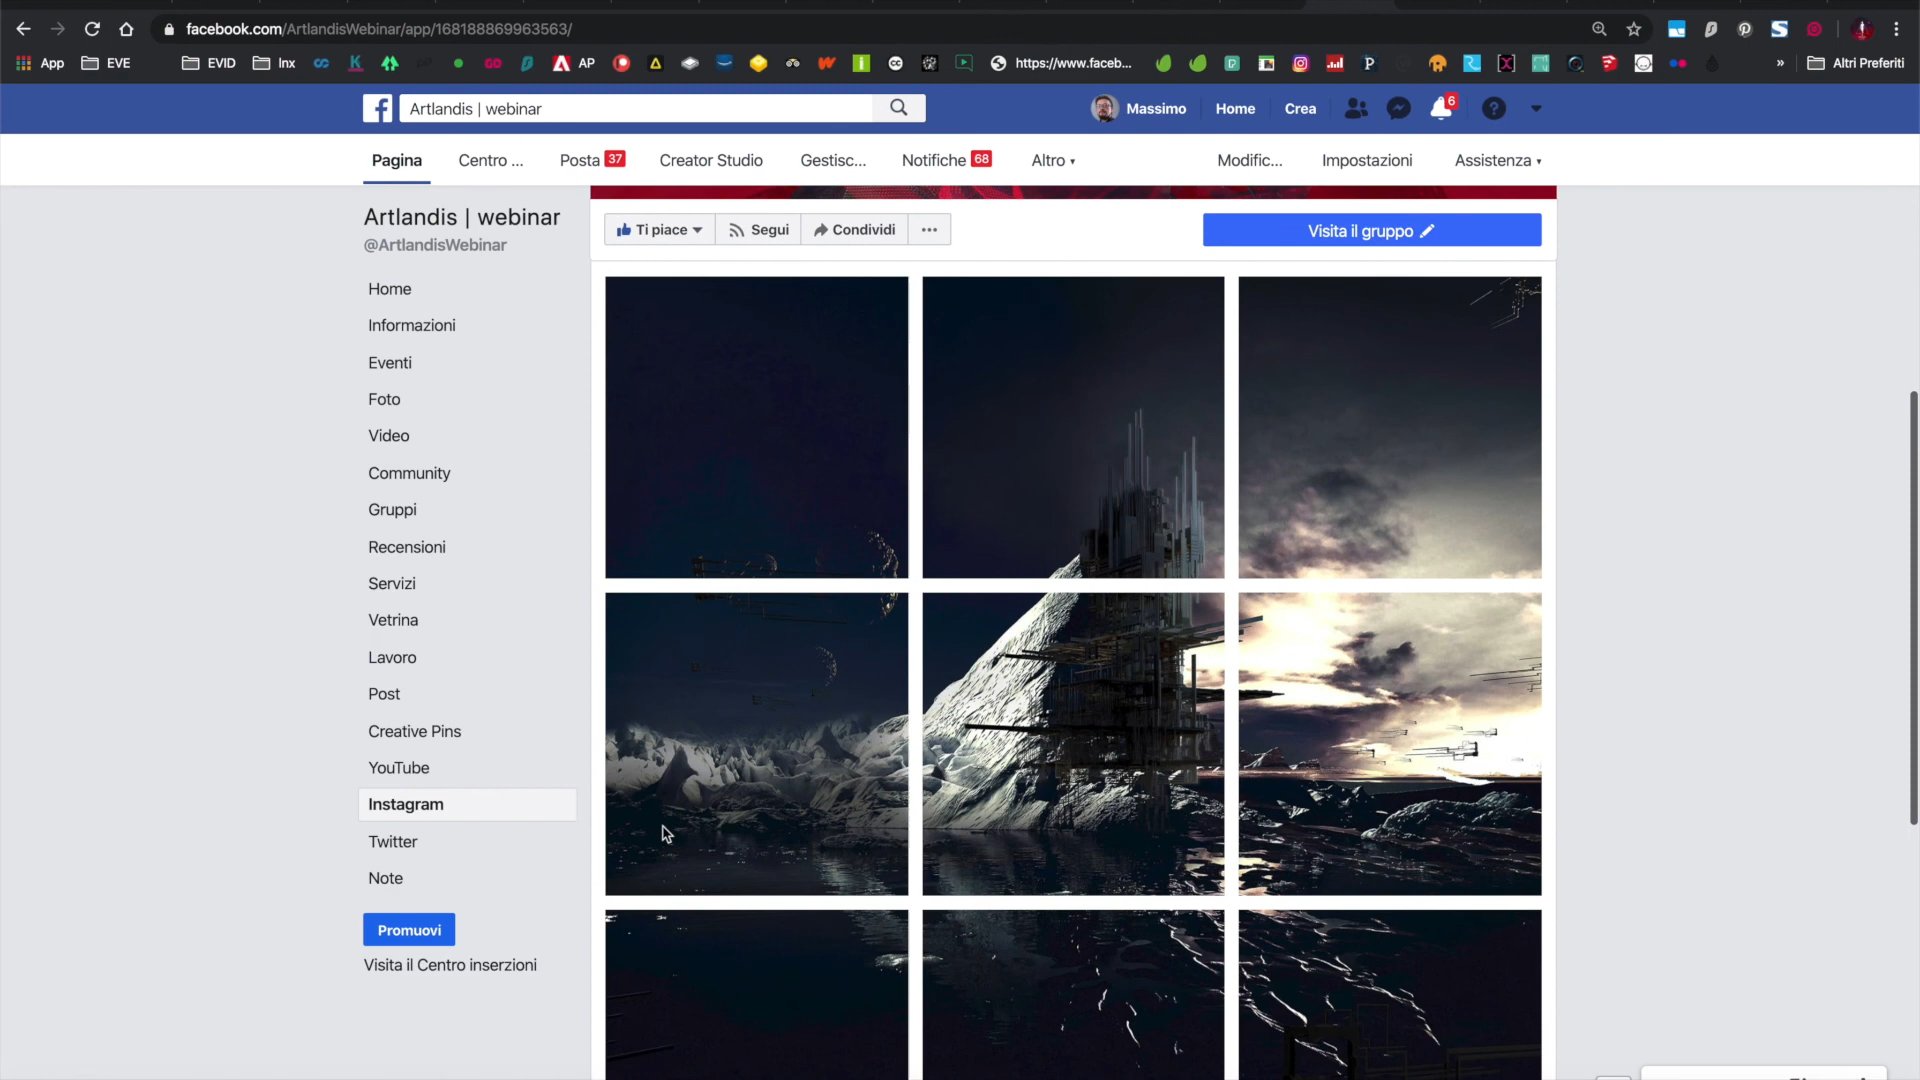 facebook.com/ArtlandisWebinar/app/168188869963563/
App EVE EVID Inx AP https://www.faceb... Altri Preferiti
Artlandis | webinar
Massimo Home Crea 6
Pagina Centro ... Posta 37 Creator Studio Gestisc... Notifiche 68 Altro Modific... Impostazioni Assistenza
Artlandis | webinar
@ArtlandisWebinar
Ti piace Segui Condividi
Visita il gruppo
Home
Informazioni
Eventi
Foto
Video
Community
Gruppi
Recensioni
Servizi
Vetrina
Lavoro
Post
Creative Pins
YouTube
Instagram
Twitter
Note
Promuovi
Visita il Centro inserzioni